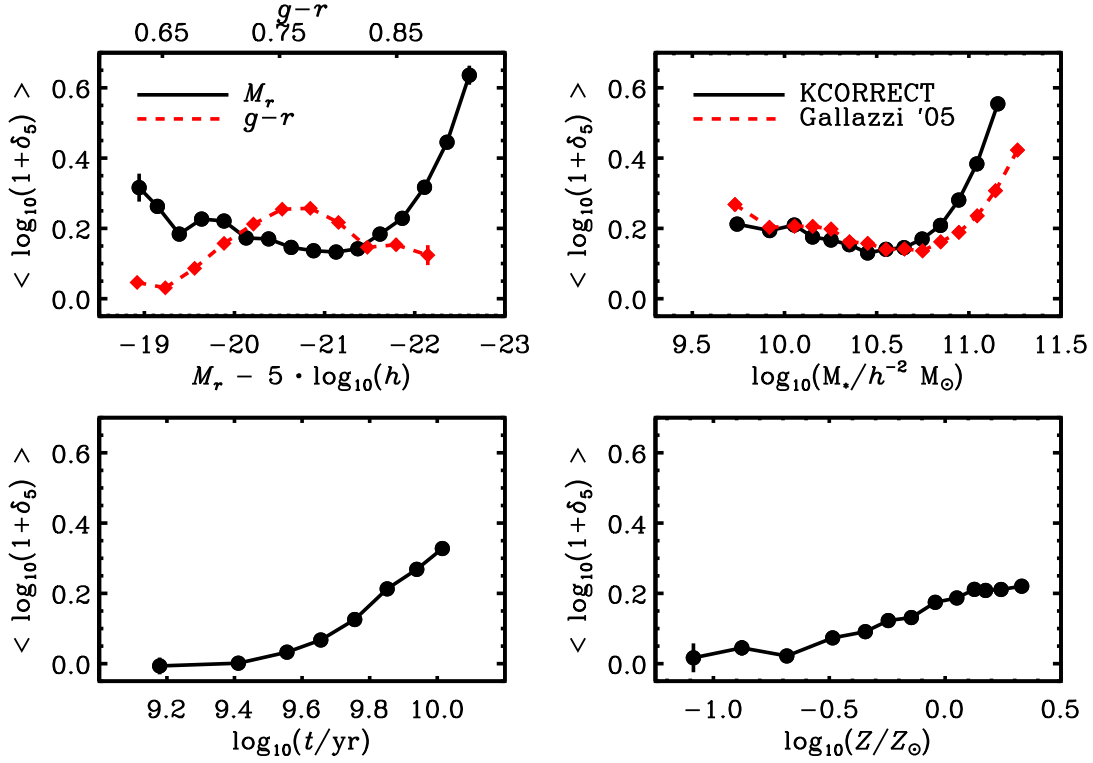 g−r
0.65 0.75 0.85
0.6
0.4
0.2
0.0
< log₁₀(1+δ₅) >
M_r
g−r
−19 −20 −21 −22 −23
M_r − 5 · log₁₀(h)
0.6
0.4
0.2
0.0
< log₁₀(1+δ₅) >
KCORRECT
Gallazzi '05
9.5 10.0 10.5 11.0 11.5
log₁₀(M_*/h⁻² M_⊙)
0.6
0.4
0.2
0.0
< log₁₀(1+δ₅) >
9.2 9.4 9.6 9.8 10.0
log₁₀(t/yr)
0.6
0.4
0.2
0.0
< log₁₀(1+δ₅) >
−1.0 −0.5 0.0 0.5
log₁₀(Z/Z_⊙)